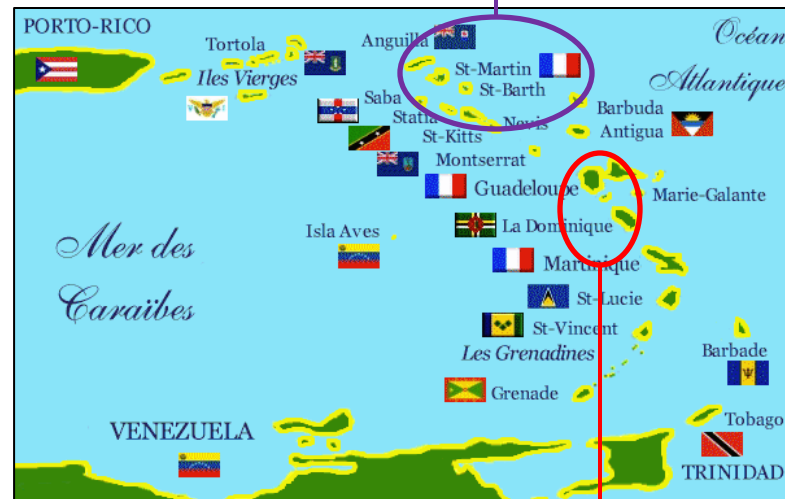 PORTO-RICO
Tortola
Iles Vierges
Anguilla
St-Martin
St-Barth
Océan
Atlantique
Saba
Statia
St-Kitts
Nevis
Barbuda
Antigua
Montserrat
Guadeloupe
Marie-Galante
La Dominique
Isla Aves
Mer des
Caraïbes
Martinique
St-Lucie
St-Vincent
Les Grenadines
Barbade
Grenade
Tobago
VENEZUELA
TRINIDAD